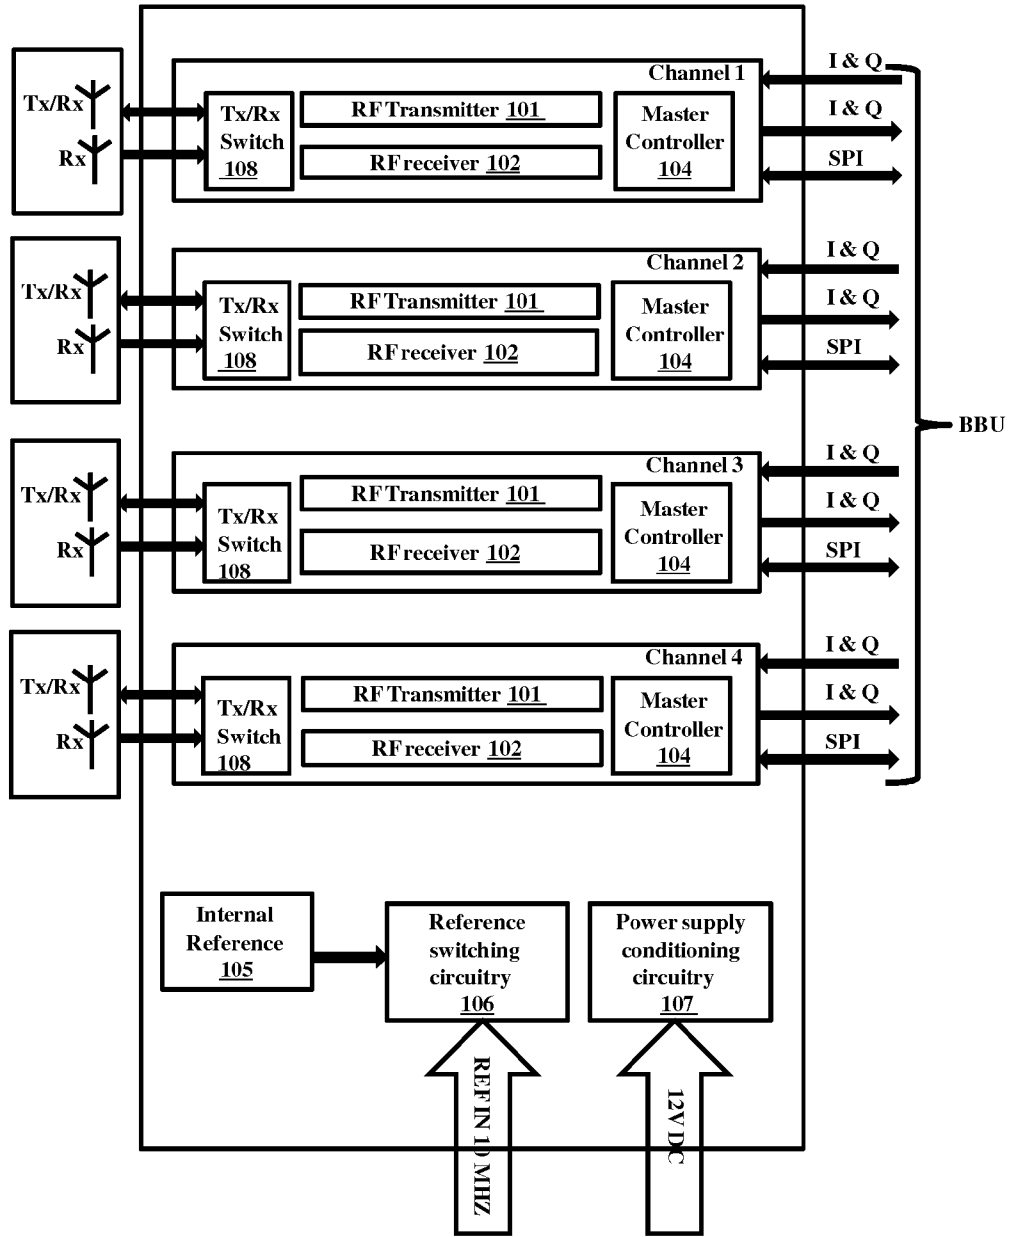 Channel 1
I & Q
Tx/Rx
Rx
Tx/Rx
Switch
108
RF Transmitter 101
RF receiver 102
Master
Controller
104
I & Q
SPI
Channel 2
I & Q
Tx/Rx
Rx
Tx/Rx
Switch
108
RF Transmitter 101
RF receiver 102
Master
Controller
104
I & Q
SPI
BBU
Channel 3
I & Q
Tx/Rx
Rx
Tx/Rx
Switch
108
RF Transmitter 101
RF receiver 102
Master
Controller
104
I & Q
SPI
Channel 4
I & Q
Tx/Rx
Rx
Tx/Rx
Switch
108
RF Transmitter 101
RF receiver 102
Master
Controller
104
I & Q
SPI
Internal
Reference
105
Reference
switching
circuitry
106
Power supply
conditioning
circuitry
107
REF IN 10 MHZ
12V DC